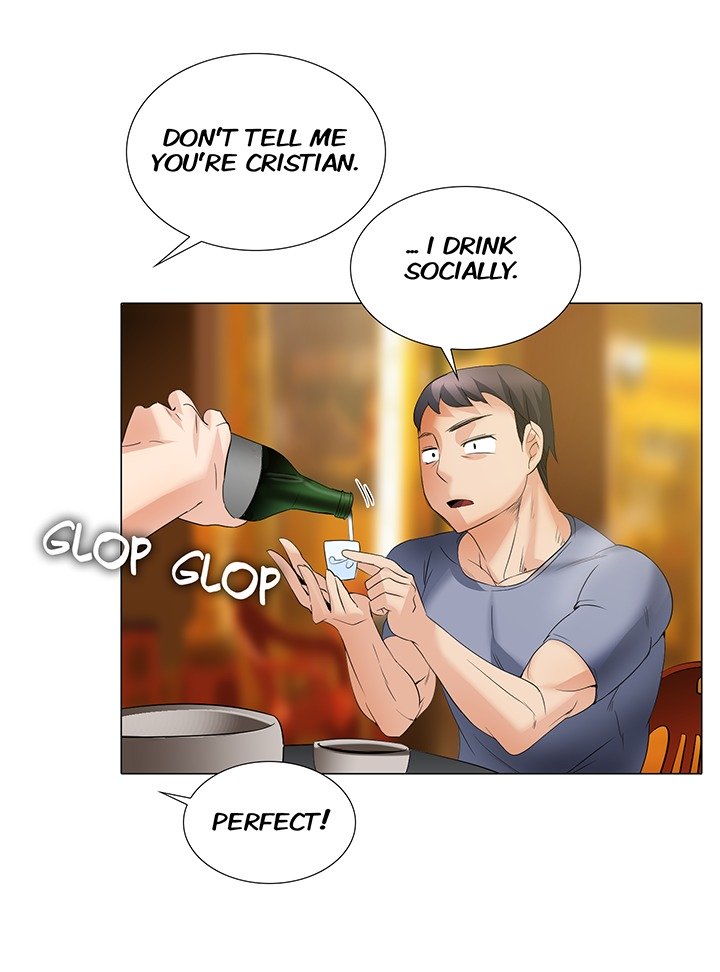 DON'T TELL ME
YOU'RE CRISTIAN.
... I DRINK
SOCIALLY.
GLOP GLOP
PERFECT!